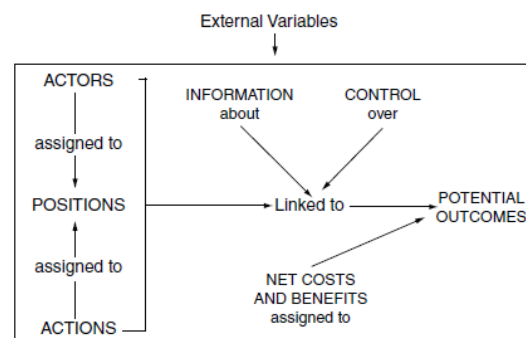 External Variables
ACTORS
INFORMATION
about
CONTROL
over
assigned to
POSITIONS
Linked to
POTENTIAL
OUTCOMES
assigned to
NET COSTS
AND BENEFITS
assigned to
ACTIONS